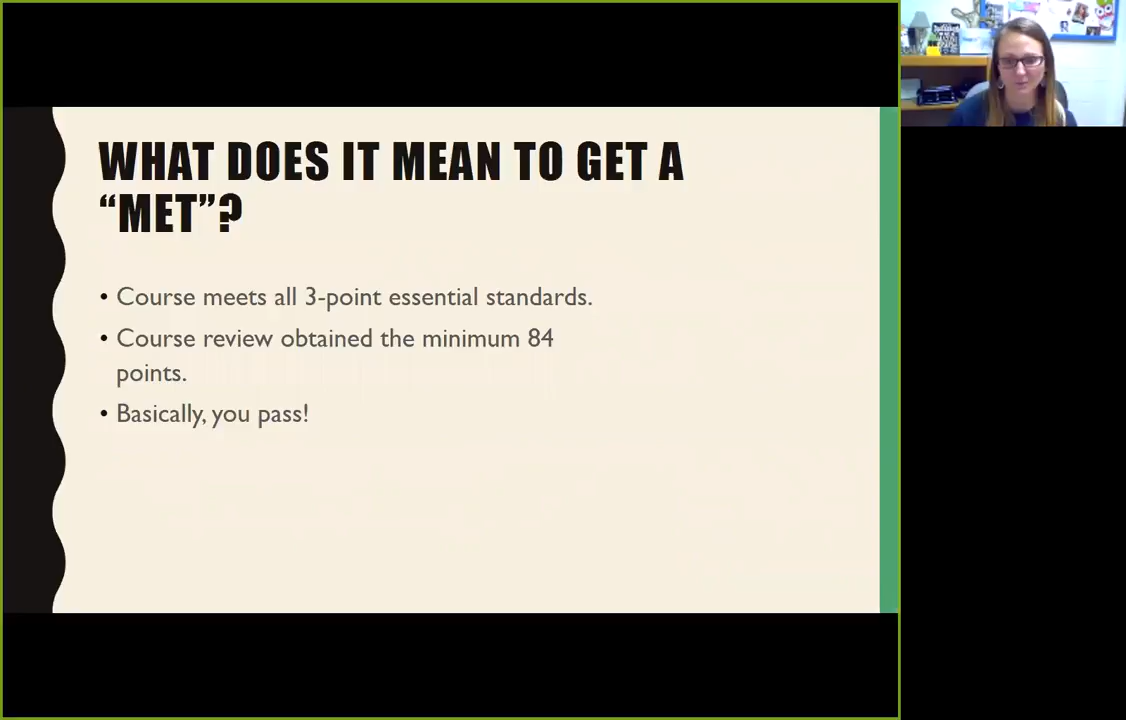 WHAT DOES IT MEAN TO GET A
“MET”?
• Course meets all 3-point essential standards.
• Course review obtained the minimum 84
points.
• Basically, you pass!